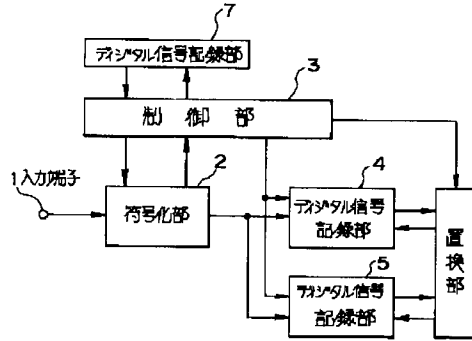 7
ディジタル信号記録部
3
制御部
2
1入力端子
符号化部
4
ディジタル信号
記録部
5
ディジタル信号
記録部
置換部